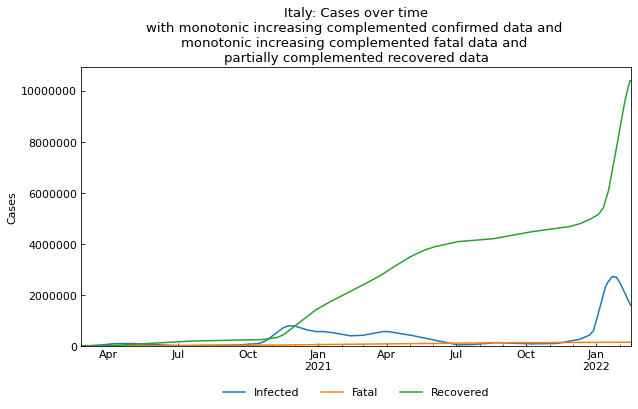 Italy: Cases over time
with monotonic increasing complemented confirmed data and
monotonic increasing complemented fatal data and
partially complemented recovered data
10000000
8000000
6000000
4000000
2000000
0
Cases
Apr Jul Oct Jan Apr Jul Oct Jan
2021 2022
Infected Fatal Recovered